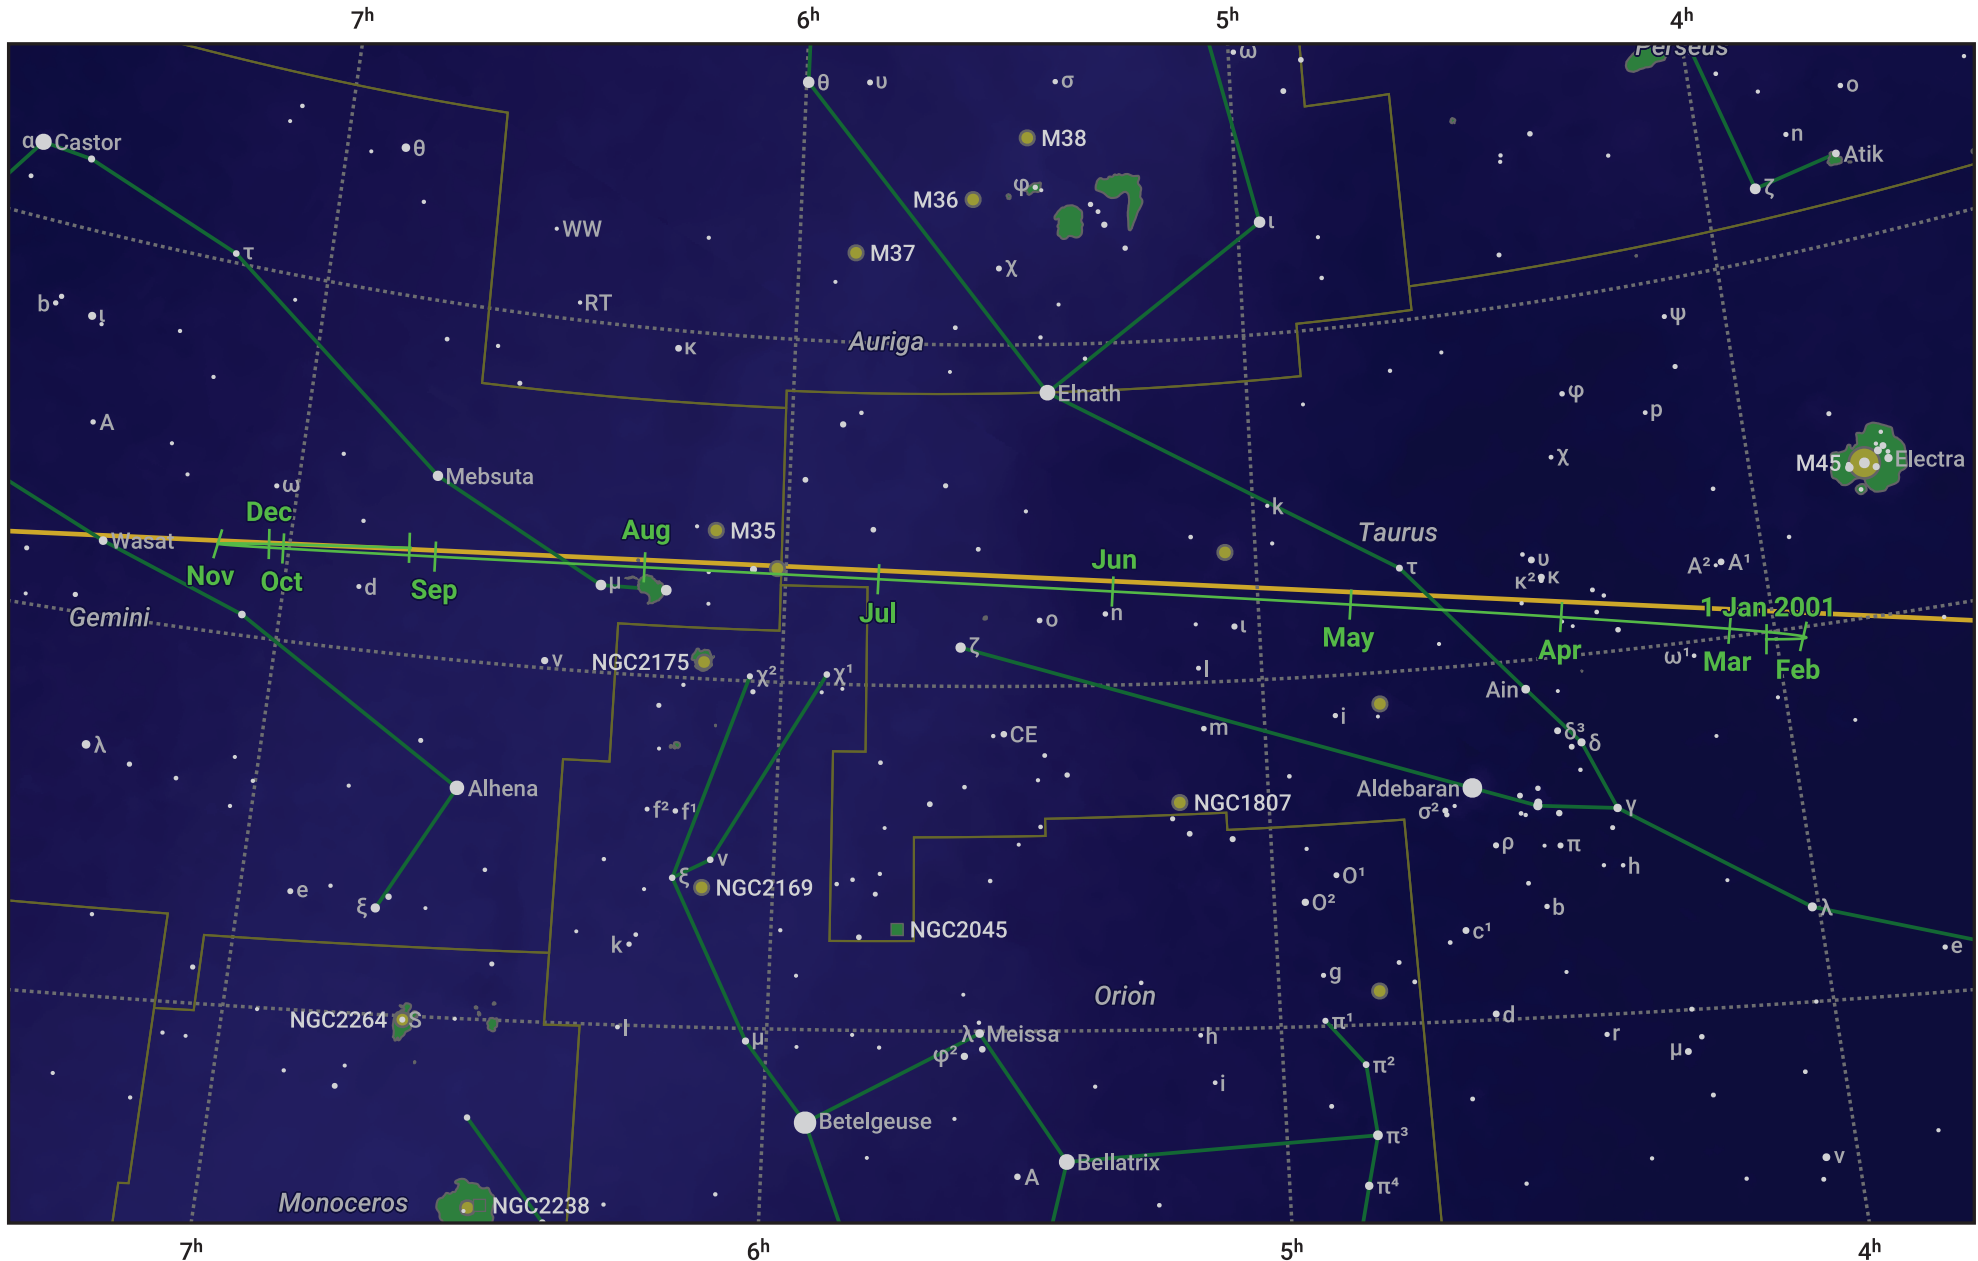 7ʰ 6ʰ 5ʰ 4ʰ
Perseus
ω
θ υ σ ο
M38
n
α Castor θ Atik
φ
M36 ζ
WW ι
τ M37
χ
b ι RT
ψ
Auriga κ
Elnath φ
A p
χ M45 Electra
Mebsuta
ω k
Dec Aug M35 Taurus
Wasat Jun υ A² A¹
τ
Nov Oct Sep d μ κ² κ
Gemini Jul ο n ι May 1 Jan 2001
ζ Apr Mar Feb
ω¹
ν NGC2175 l
χ² χ¹ Ain
i
CE m δ³ δ
λ
Alhena Aldebaran
f² f¹ NGC1807 σ² γ
ρ π
ν h
ξ O¹
e NGC2169
ξ O² b λ
NGC2045 c¹
k e
g
Orion
NGC2264 S l π¹ d
μ λ Meissa h r
φ² μ
π²
i
Betelgeuse
π³
Bellatrix ν
A π⁴
Monoceros NGC2238
7ʰ 6ʰ 5ʰ 4ʰ